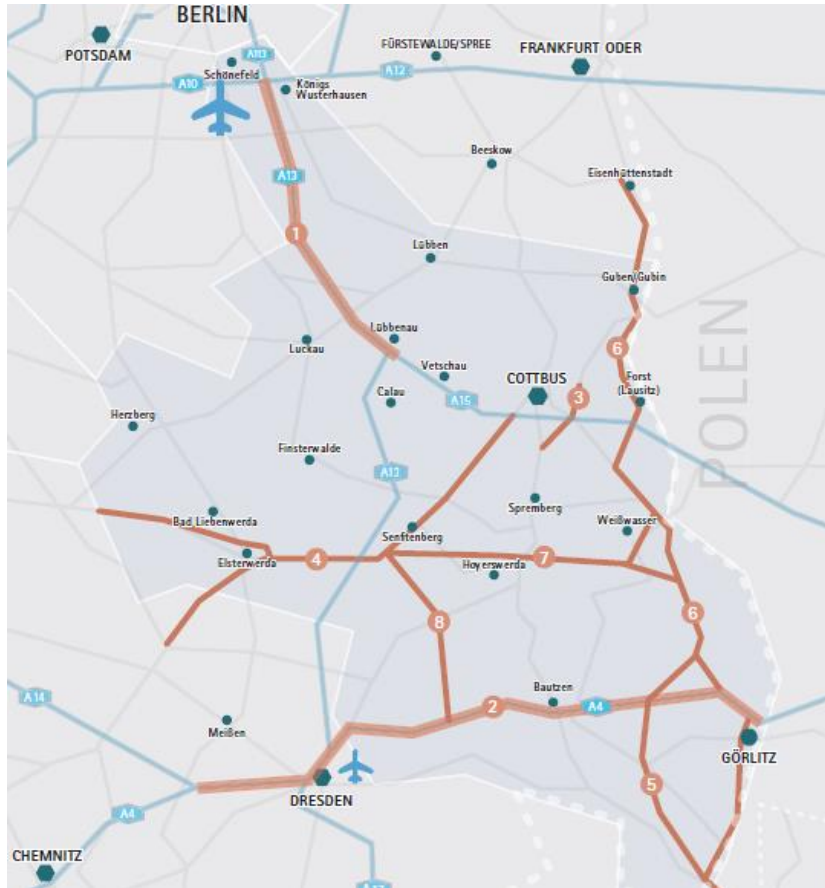 BERLIN
POTSDAM
A113
Schönefeld
FÜRSTEWALDE/SPREE
FRANKFURT ODER
A12
A10
Königs
Wusterhausen
Beeskow
Eisenhüttenstadt
A13
1
Lübben
Guben/Gubin
POLEN
Lübbenau
Luckau
6
Vetschau
COTTBUS
Forst
(Lausitz)
3
Calau
A15
Herzberg
Finsterwalde
A13
Spremberg
Bad Liebenwerda
Weißwasser
Senftenberg
Elsterwerda
4
7
Hoyerswerda
8
6
A14
Bautzen
2
A4
Meißen
GÖRLITZ
DRESDEN
5
A4
CHEMNITZ